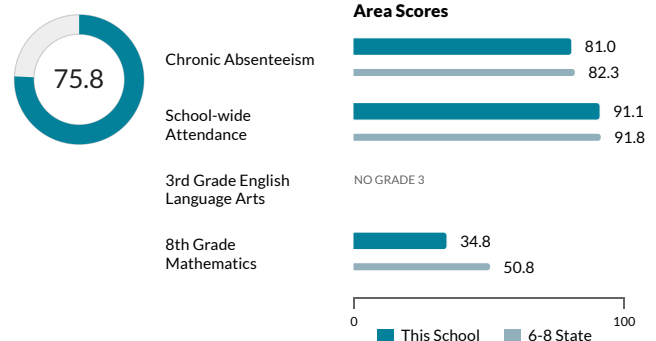 Area Scores
75.8
Chronic Absenteeism
81.0
82.3
School-wide
Attendance
91.1
91.8
3rd Grade English
Language Arts
NO GRADE 3
8th Grade
Mathematics
34.8
50.8
0
100
This School
6-8 State